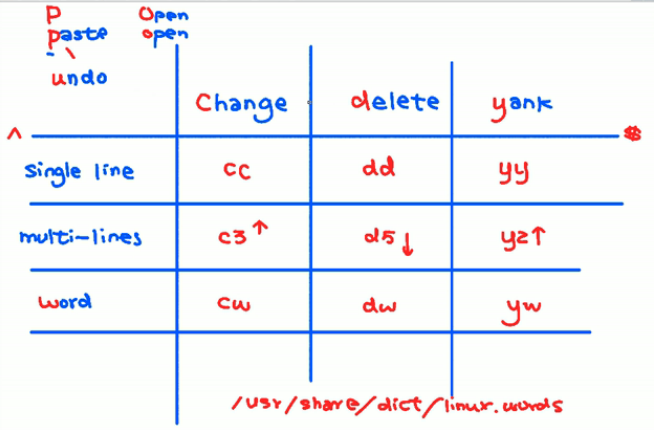 P Open
paste open
undo
Change delete yank
^ $
single line cc dd yy
multi-lines c3↑ d5↓ y2↑
word cw dw yw
/usr/share/dict/linux.words